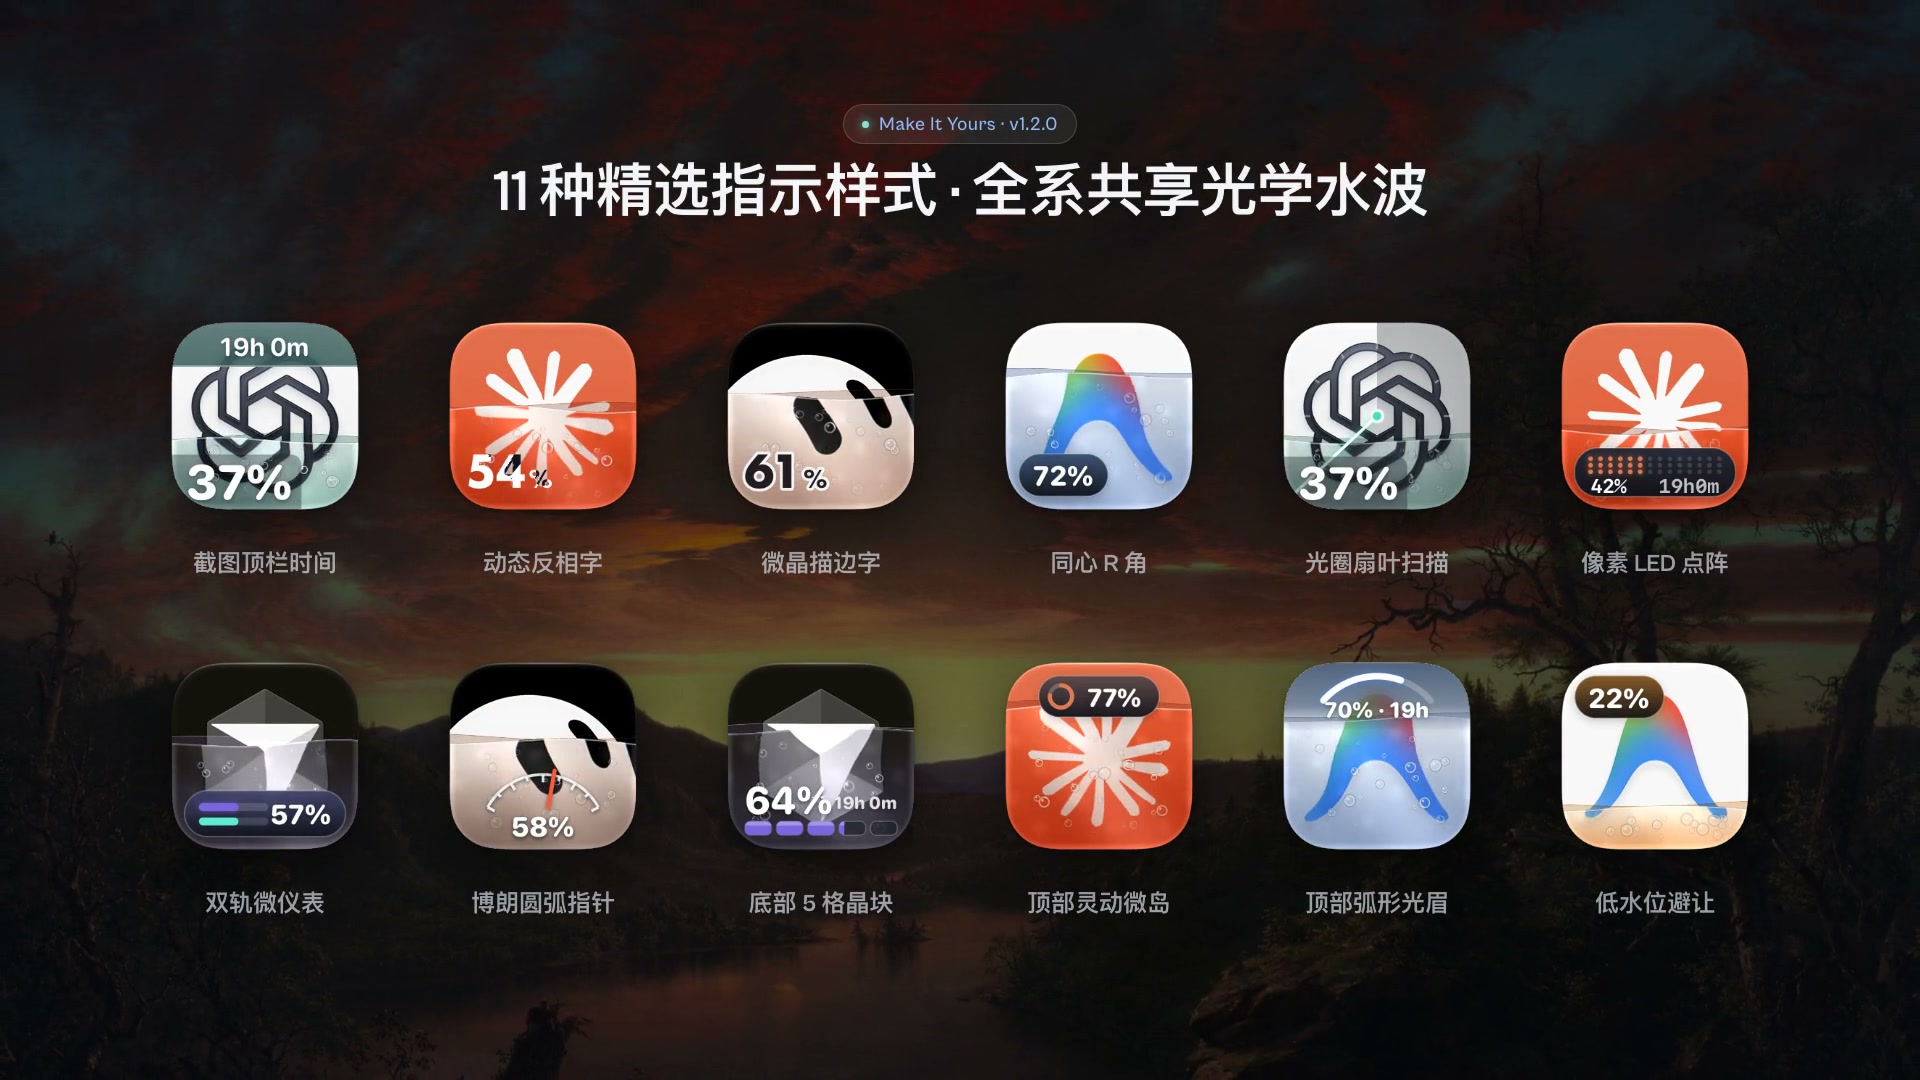 Make It Yours · v1.2.0
11 种精选指示样式 · 全系共享光学水波
19h 0m
37%
54%
61%
72%
37%
42% 19h0m
截图顶栏时间
动态反相字
微晶描边字
同心 R 角
光圈扇叶扫描
像素 LED 点阵
57%
58%
64% 19h 0m
77%
70% · 19h
22%
双轨微仪表
博朗圆弧指针
底部 5 格晶块
顶部灵动微岛
顶部弧形光眉
低水位避让